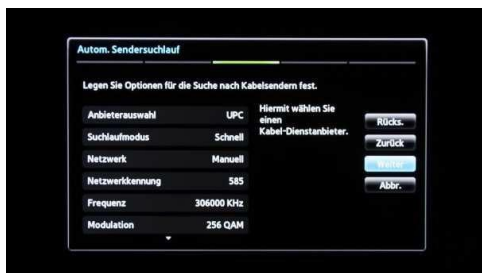 Autom. Sendersuchlauf
Legen Sie Optionen für die Suche nach Kabelsendern fest.
Anbieterauswahl UPC
Suchlaufmodus Schnell
Netzwerk Manuell
Netzwerkkennung 585
Frequenz 306000 KHz
Modulation 256 QAM
Hiermit wählen Sie
einen
Kabel-Dienstanbieter.
Rücks.
Zurück
Weiter
Abbr.